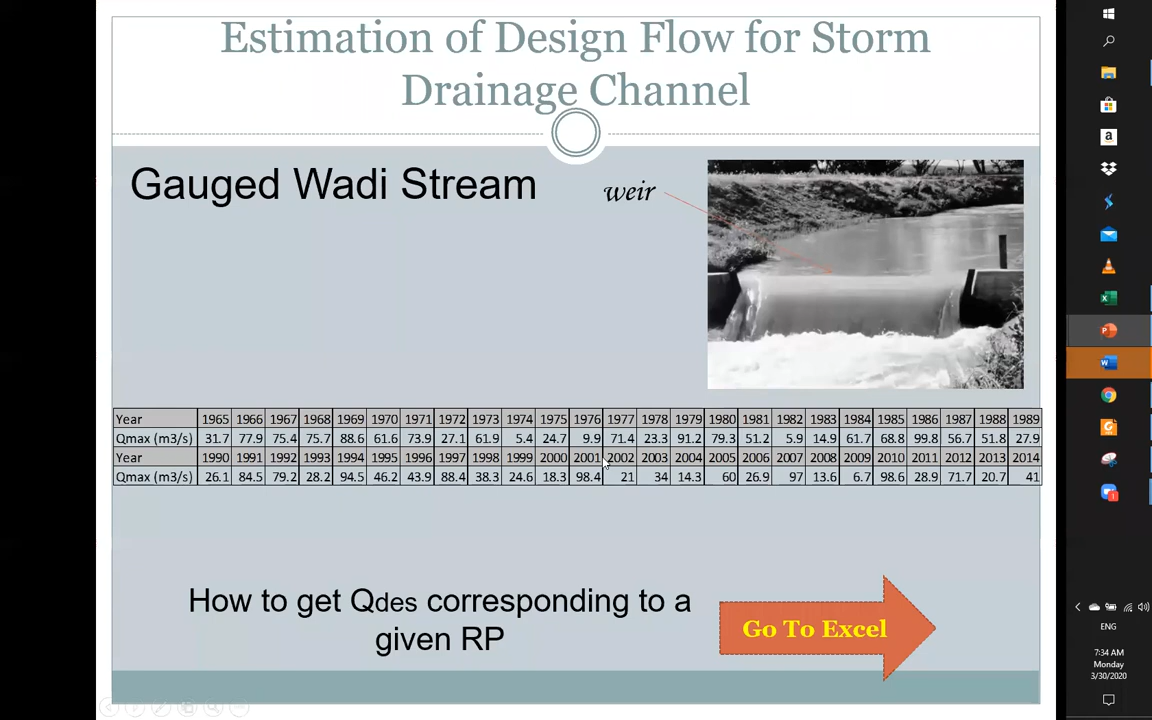 Estimation of Design Flow for Storm
Drainage Channel
Gauged Wadi Stream
weir
Year 1965 1966 1967 1968 1969 1970 1971 1972 1973 1974 1975 1976 1977 1978 1979 1980 1981 1982 1983 1984 1985 1986 1987 1988 1989
Qmax (m3/s) 31.7 77.9 75.4 75.7 88.6 61.6 73.9 27.1 61.9 5.4 24.7 9.9 71.4 23.3 91.2 79.3 51.2 5.9 14.9 61.7 68.8 99.8 56.7 51.8 27.9
Year 1990 1991 1992 1993 1994 1995 1996 1997 1998 1999 2000 2001 2002 2003 2004 2005 2006 2007 2008 2009 2010 2011 2012 2013 2014
Qmax (m3/s) 26.1 84.5 79.2 28.2 94.5 46.2 43.9 88.4 38.3 24.6 18.3 98.4 21 34 14.3 60 26.9 97 13.6 6.7 98.6 28.9 71.7 20.7 41
How to get Qdes corresponding to a
given RP
Go To Excel
ENG
7:34 AM
Monday
3/30/2020